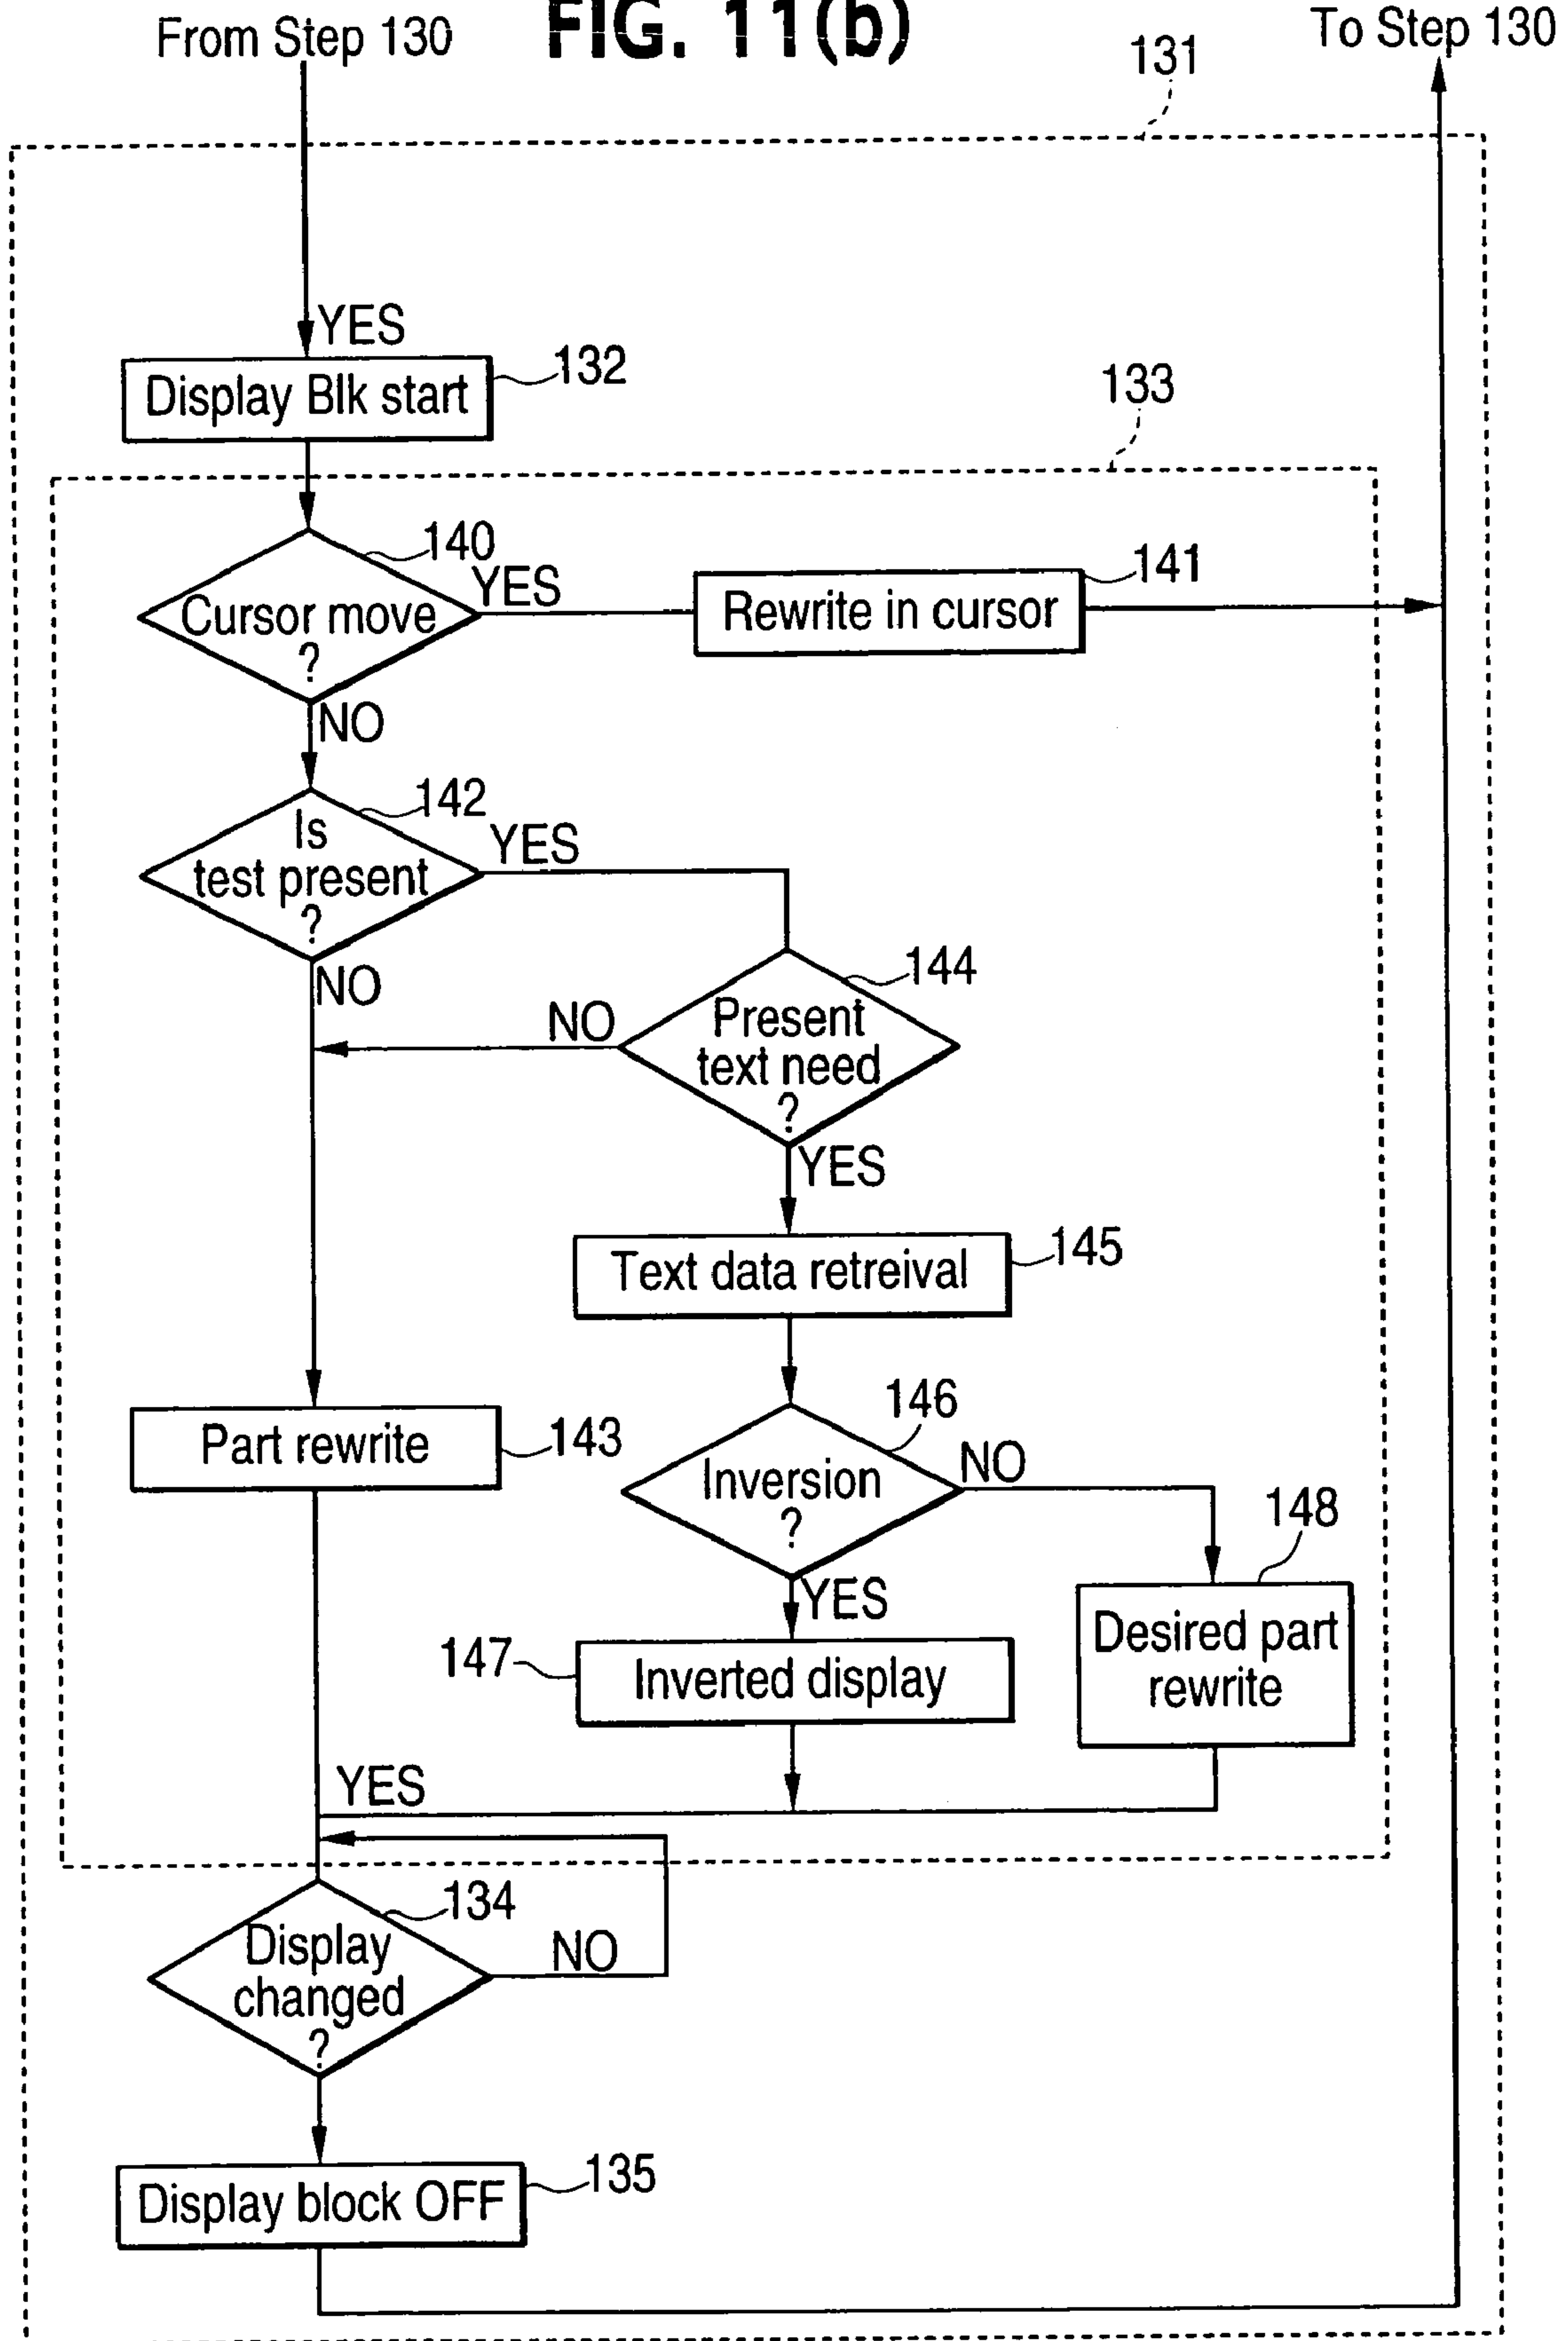 FIG. 11(b)
From Step 130
To Step 130
131
YES
Display Blk start
132
133
140
Cursor move
?
YES
Rewrite in cursor
141
NO
142
Is
test present
?
YES
NO
144
NO
Present
text need
?
YES
Text data retreival
145
146
Part rewrite
143
Inversion
?
NO
148
YES
Desired part
rewrite
147
Inverted display
YES
134
Display
changed
?
NO
135
Display block OFF